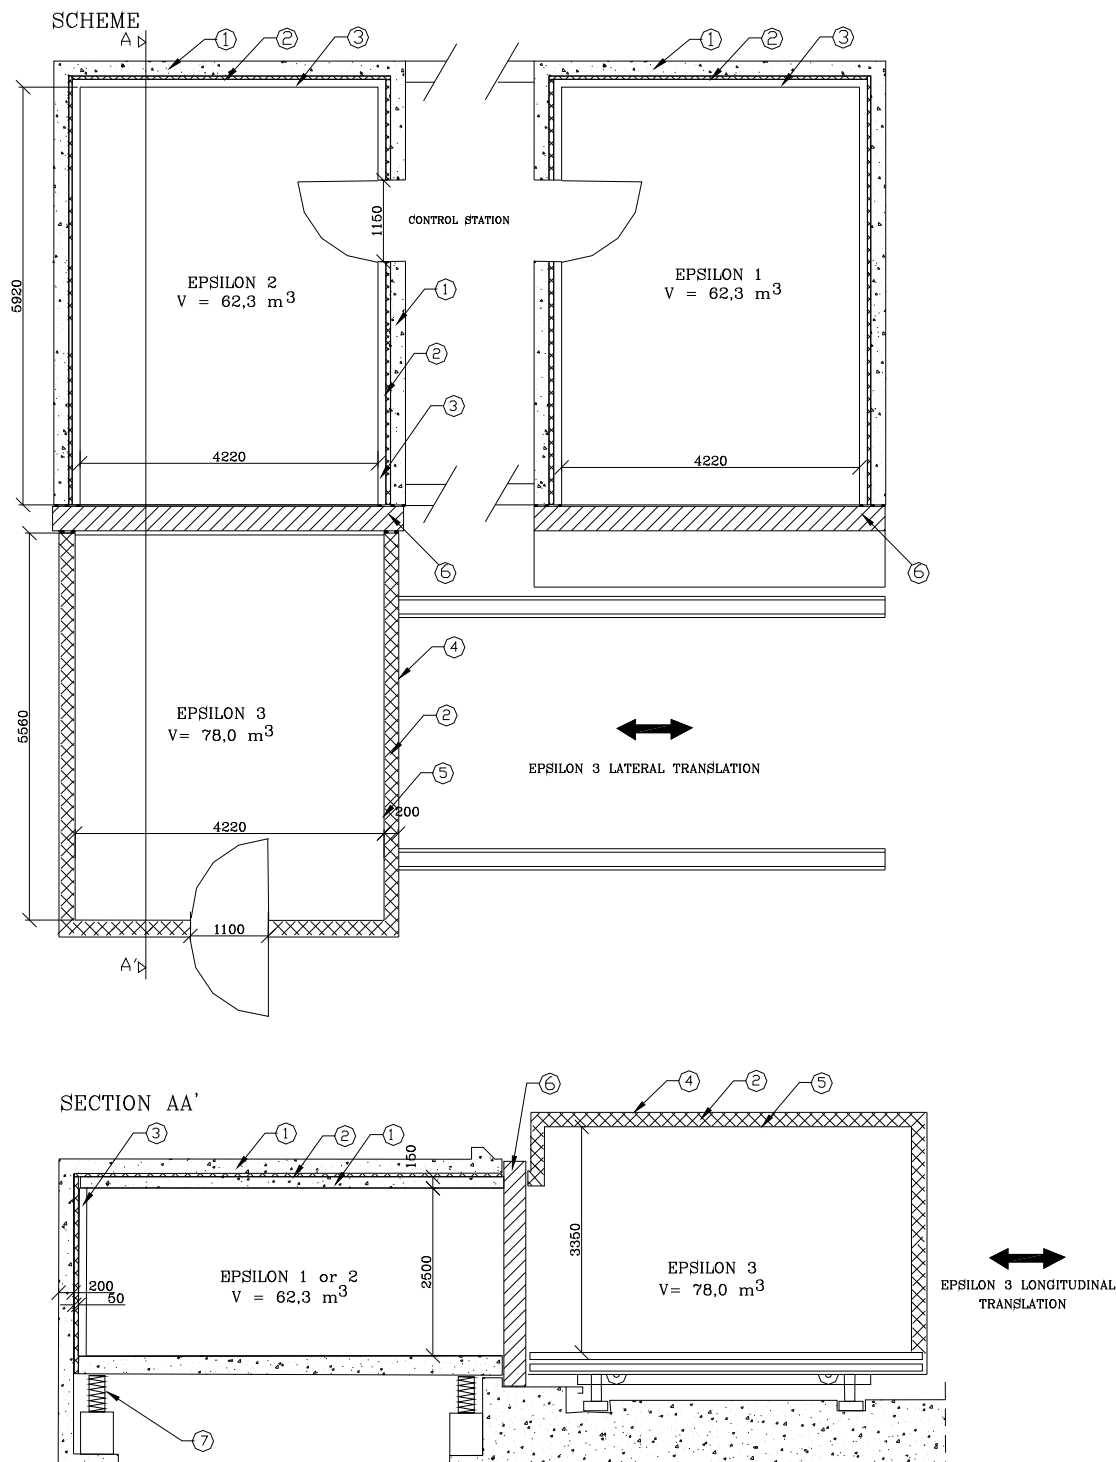 SCHEME
A
1
2
3
1
2
3
1150
CONTROL STATION
EPSILON 2
V = 62,3 m³
EPSILON 1
V = 62,3 m³
5920
1
2
3
4220
4220
6
6
4
EPSILON 3
V= 78,0 m³
2
5560
EPSILON 3 LATERAL TRANSLATION
5
200
4220
1100
A'
SECTION AA'
3
1
2
1
150
6
4
2
5
3350
2500
EPSILON 1 or 2
V = 62,3 m³
200
50
EPSILON 3
V= 78,0 m³
EPSILON 3 LONGITUDINAL
TRANSLATION
7